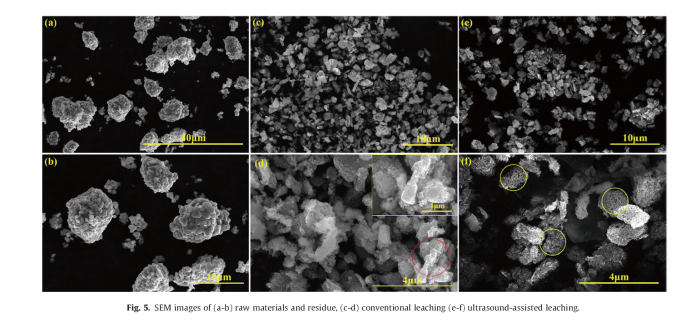 (a)
(c)
(e)
40μm
10μm
10μm
(b)
(d)
(f)
1μm
4μm
4μm
Fig. 5. SEM images of (a-b) raw materials and residue, (c-d) conventional leaching (e-f) ultrasound-assisted leaching.